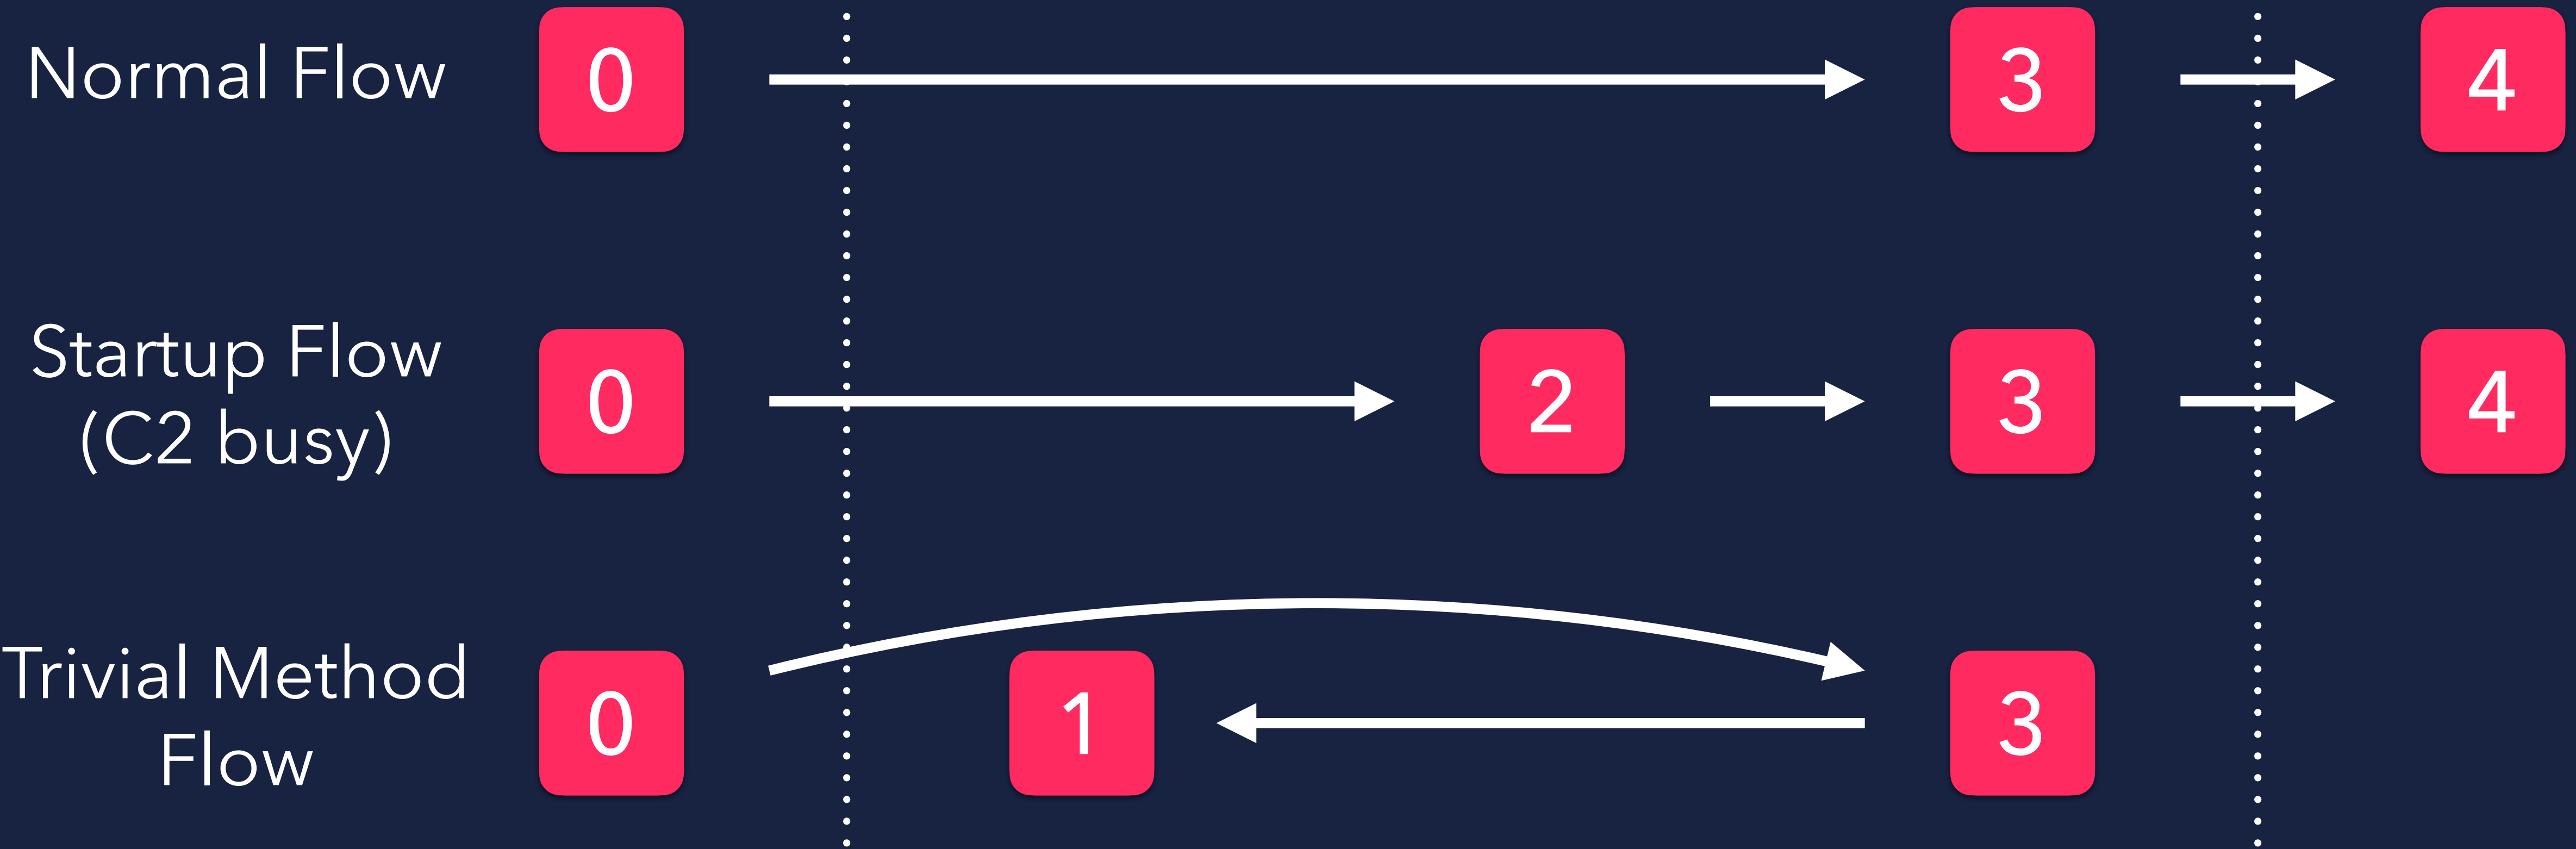 Normal Flow 0 3 4
Startup Flow
(C2 busy) 0 2 3 4
Trivial Method
Flow 0 1 3